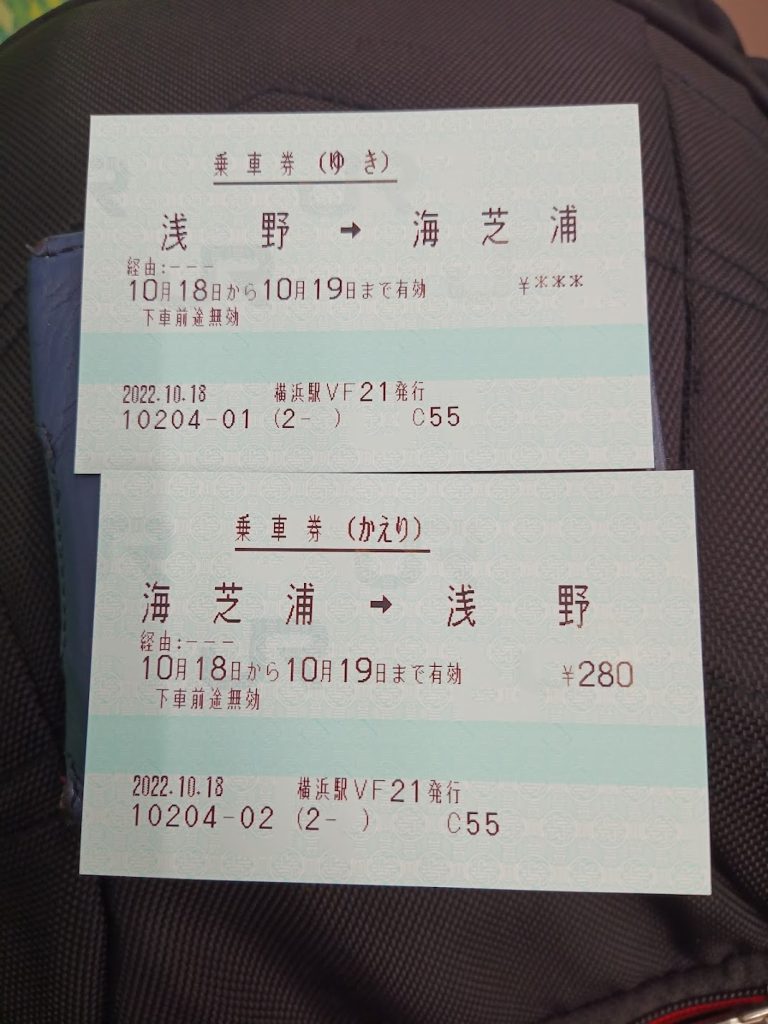 乗車券(ゆき)
浅野➡海芝浦
経由:---
10月18日から10月19日まで有効 ¥***
下車前途無効
2022.10.18 横浜駅VF21発行
10204-01 (2- ) C55
乗車券(かえり)
海芝浦➡浅野
経由:---
10月18日から10月19日まで有効 ¥280
下車前途無効
2022.10.18 横浜駅VF21発行
10204-02 (2- ) C55